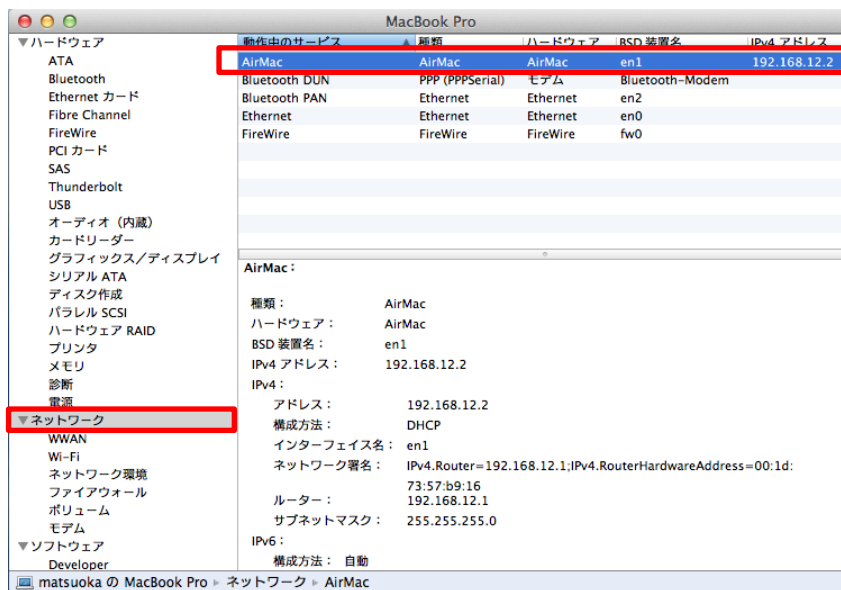 MacBook Pro
▼ハードウェア
ATA
Bluetooth
Ethernet カード
Fibre Channel
FireWire
PCI カード
SAS
Thunderbolt
USB
オーディオ（内蔵）
カードリーダー
グラフィックス／ディスプレイ
シリアル ATA
ディスク作成
パラレル SCSI
ハードウェア RAID
プリンタ
メモリ
診断
電源
▼ネットワーク
WWAN
Wi-Fi
ネットワーク環境
ファイアウォール
ボリューム
モデム
▼ソフトウェア
Developer
動作中のサービス ▲ 種類 ハードウェア BSD 装置名 IPv4 アドレス
AirMac AirMac AirMac en1 192.168.12.2
Bluetooth DUN PPP (PPPSerial) モデム Bluetooth-Modem
Bluetooth PAN Ethernet Ethernet en2
Ethernet Ethernet Ethernet en0
FireWire FireWire FireWire fw0
AirMac：
種類： AirMac
ハードウェア： AirMac
BSD 装置名： en1
IPv4 アドレス： 192.168.12.2
IPv4：
アドレス： 192.168.12.2
構成方法： DHCP
インターフェイス名： en1
ネットワーク署名： IPv4.Router=192.168.12.1;IPv4.RouterHardwareAddress=00:1d:
73:57:b9:16
ルーター： 192.168.12.1
サブネットマスク： 255.255.255.0
IPv6：
構成方法： 自動
matsuoka の MacBook Pro ▸ ネットワーク ▸ AirMac